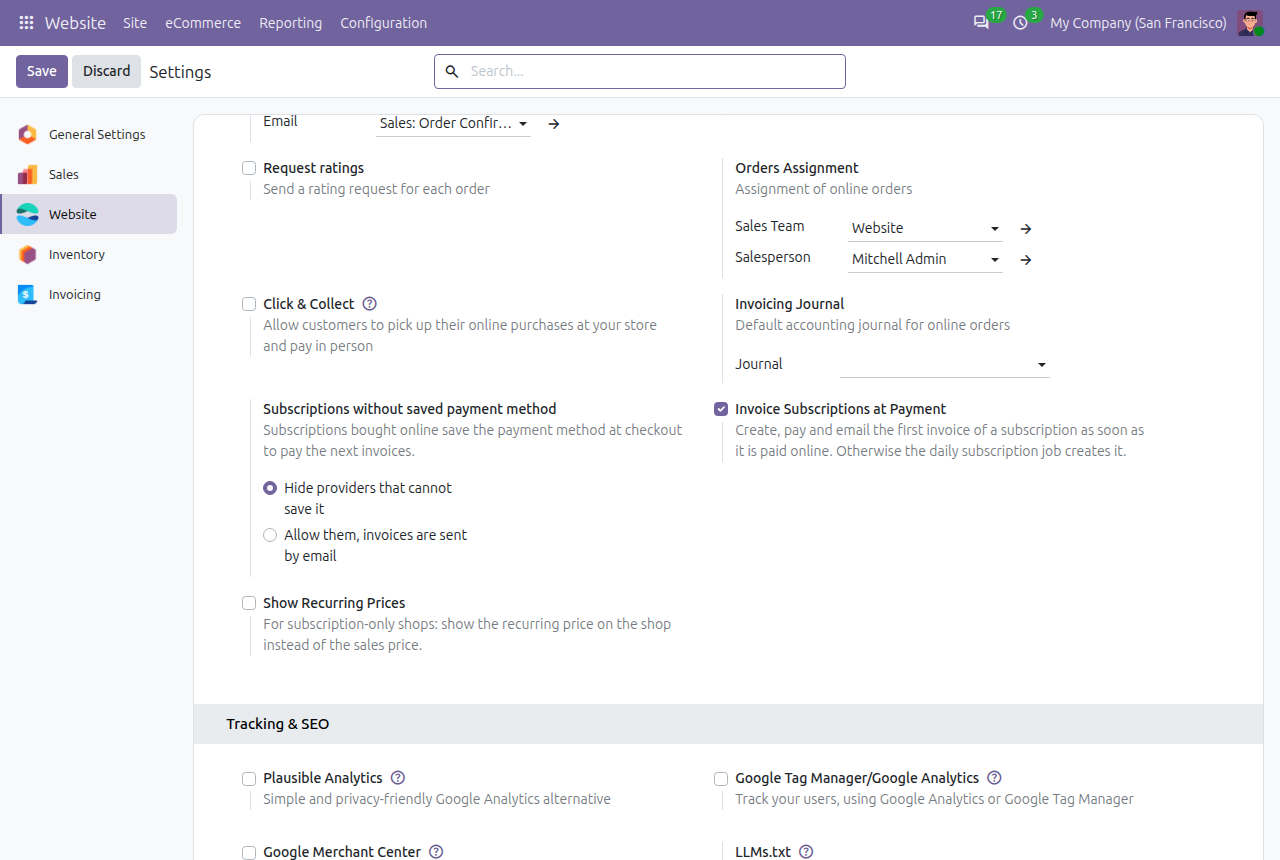 Website Site eCommerce Reporting Configuration 17 3 My Company (San Francisco)
Save Discard Settings Search...
General Settings
Sales
Website
Inventory
Invoicing
Email Sales: Order Confir...
Request ratings
Send a rating request for each order
Orders Assignment
Assignment of online orders
Sales Team Website
Salesperson Mitchell Admin
Click & Collect ?
Allow customers to pick up their online purchases at your store
and pay in person
Invoicing Journal
Default accounting journal for online orders
Journal
Subscriptions without saved payment method
Subscriptions bought online save the payment method at checkout
to pay the next invoices.
Hide providers that cannot
save it
Allow them, invoices are sent
by email
Invoice Subscriptions at Payment
Create, pay and email the first invoice of a subscription as soon as
it is paid online. Otherwise the daily subscription job creates it.
Show Recurring Prices
For subscription-only shops: show the recurring price on the shop
instead of the sales price.
Tracking & SEO
Plausible Analytics ?
Simple and privacy-friendly Google Analytics alternative
Google Tag Manager/Google Analytics ?
Track your users, using Google Analytics or Google Tag Manager
Google Merchant Center ?
LLMs.txt ?